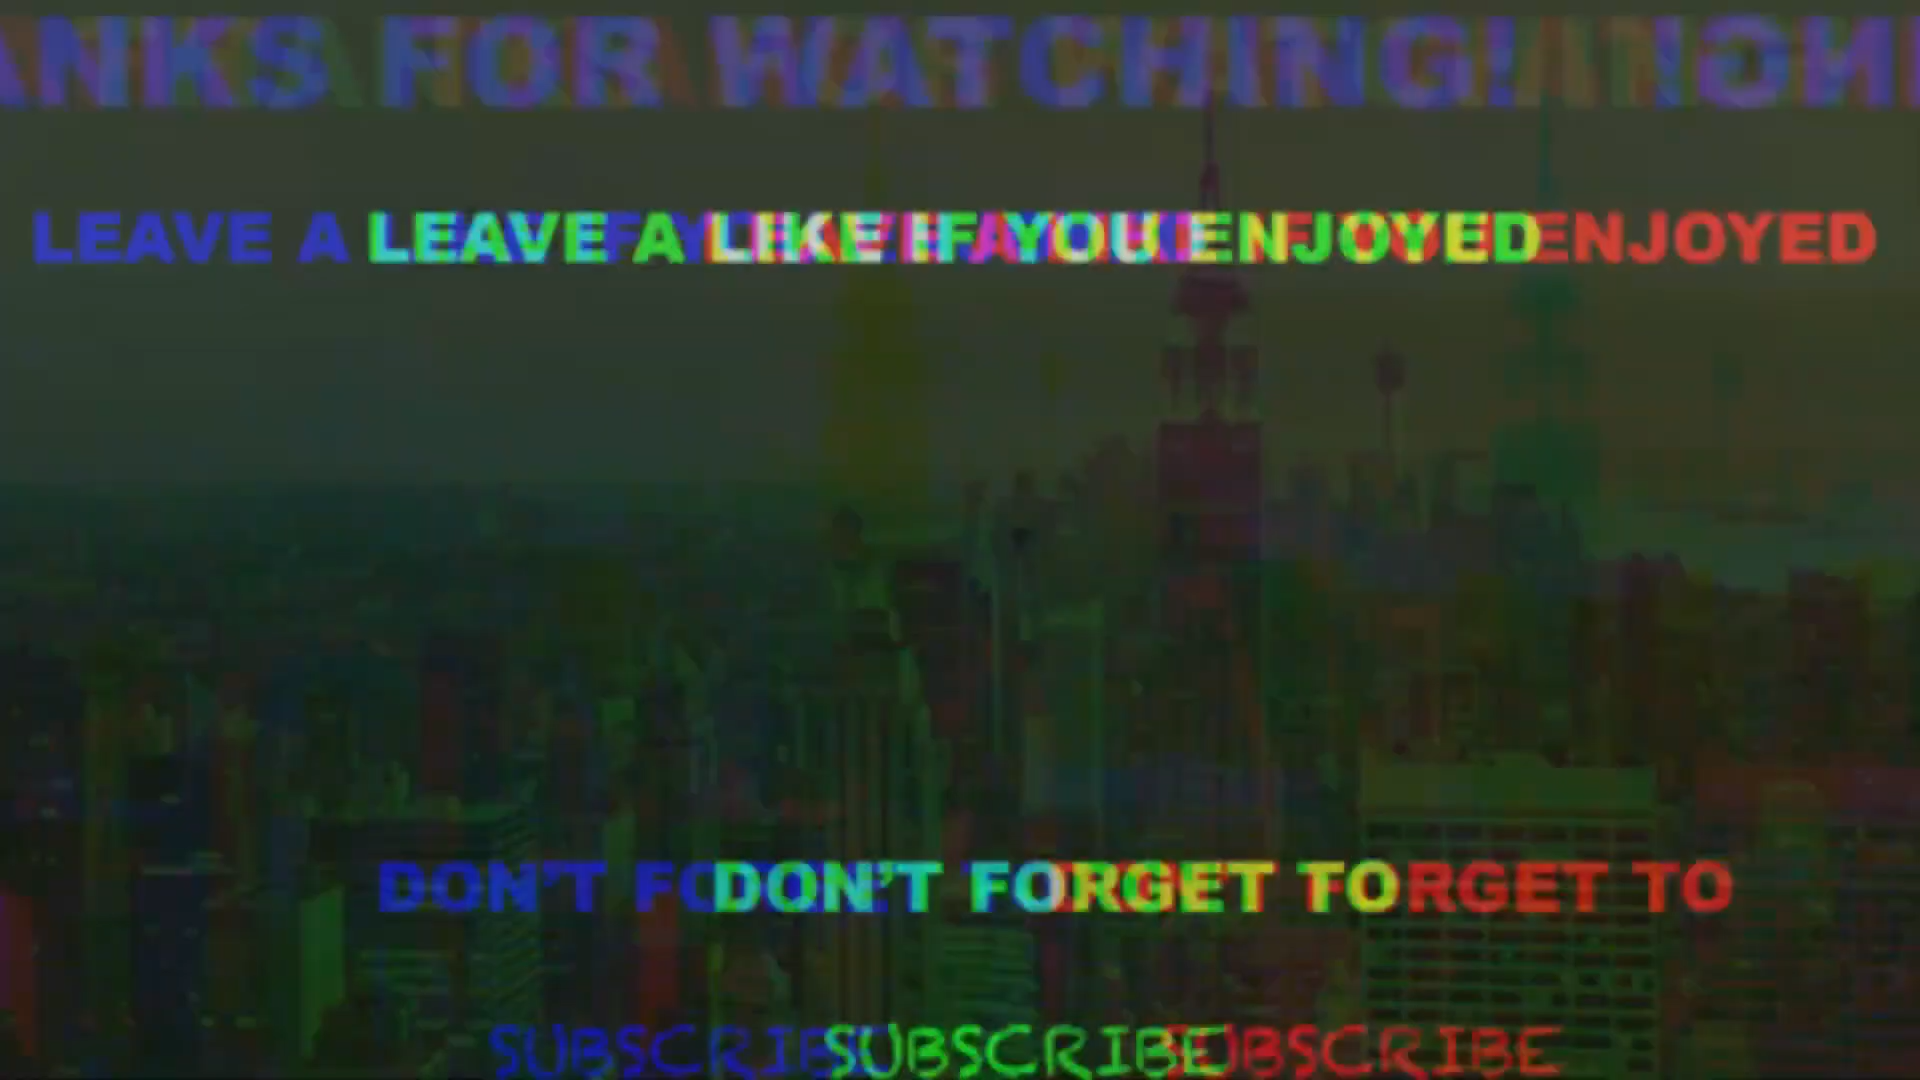 ANKS FOR WATCHING!
LEAVE A LIKE IF YOU ENJOYED
DON'T FORGET TO
SUBSCRIBE